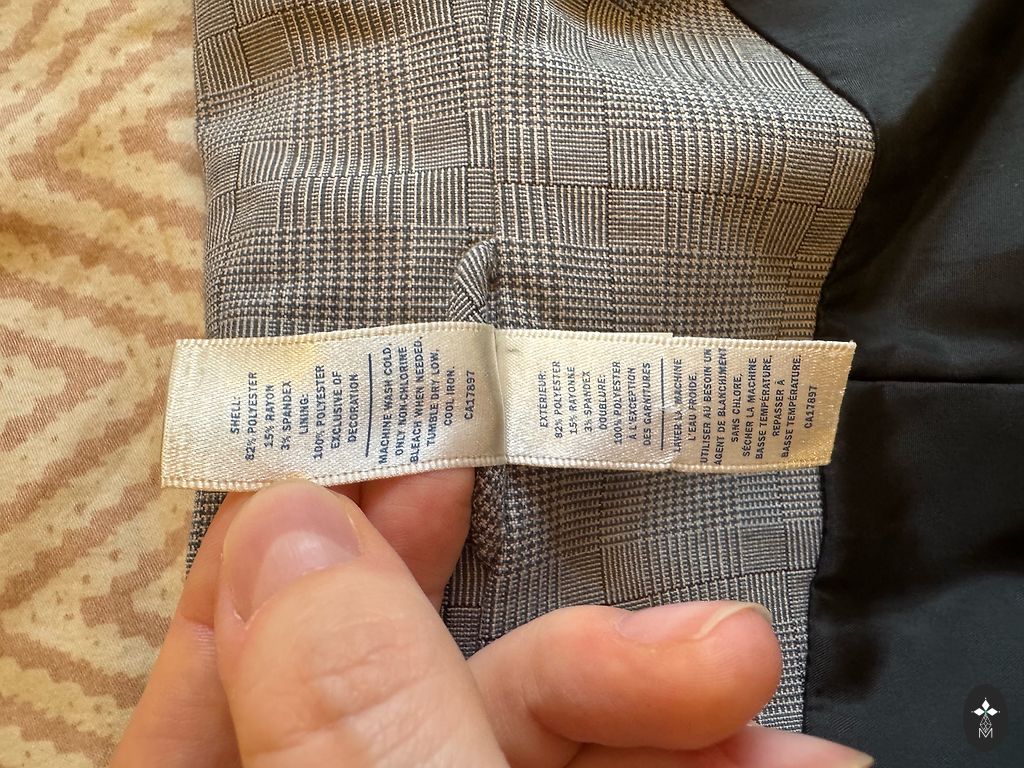 SHELL:
82% POLYESTER
15% RAYON
3% SPANDEX
LINING:
100% POLYESTER
EXCLUSIVE OF
DECORATION
MACHINE WASH COLD.
ONLY NON-CHLORINE
BLEACH WHEN NEEDED.
TUMBLE DRY LOW.
COOL IRON.
CA17897
EXTÉRIEUR:
82% POLYESTER
15% RAYONNE
3% SPANDEX
DOUBLURE:
100% POLYESTER
À L'EXCEPTION
DES GARNITURES
LAVER À LA MACHINE
L'EAU FROIDE.
UTILISER AU BESOIN UN
AGENT DE BLANCHIMENT
SANS CHLORE.
SÉCHER LA MACHINE
BASSE TEMPÉRATURE.
REPASSER À
BASSE TEMPÉRATURE.
CA17897
M